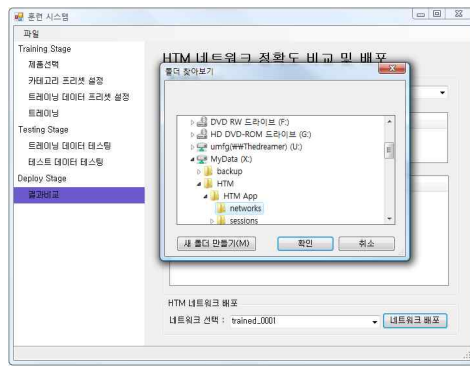 훈련 시스템
파일
Training Stage
제품선택
카테고리 프리셋 설정
트레이닝 데이터 프리셋 설정
트레이닝
Testing Stage
트레이닝 데이터 테스팅
테스트 데이터 테스팅
Deploy Stage
결과비교
HTM 네트워크 정확도 비교 및 배포
폴더 찾아보기
DVD RW 드라이브 (F:)
HD DVD-ROM 드라이브 (G:)
umfg(₩₩Thedreamer) (U:)
MyData (X:)
backup
HTM
HTM App
networks
sessions
새 폴더 만들기(M)
확인
취소
HTM 네트워크 배포
네트워크 선택 : trained_0001
네트워크 배포